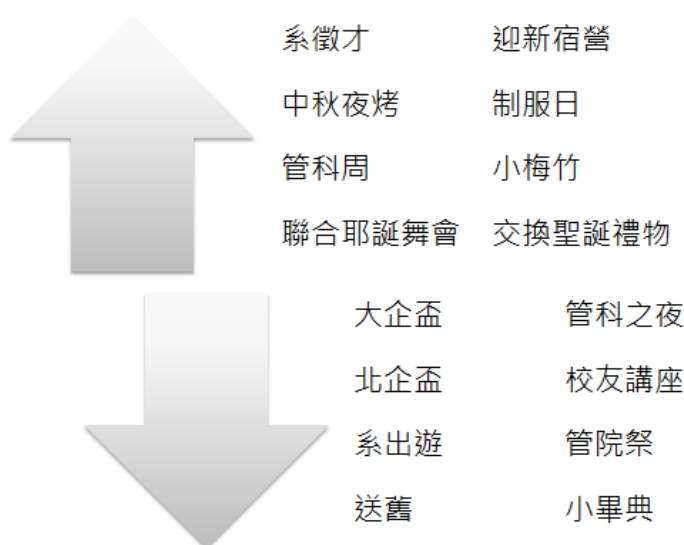 系徵才 迎新宿營
中秋夜烤 制服日
管科周 小梅竹
聯合耶誕舞會 交換聖誕禮物
大企盃 管科之夜
北企盃 校友講座
系出遊 管院祭
送舊 小畢典